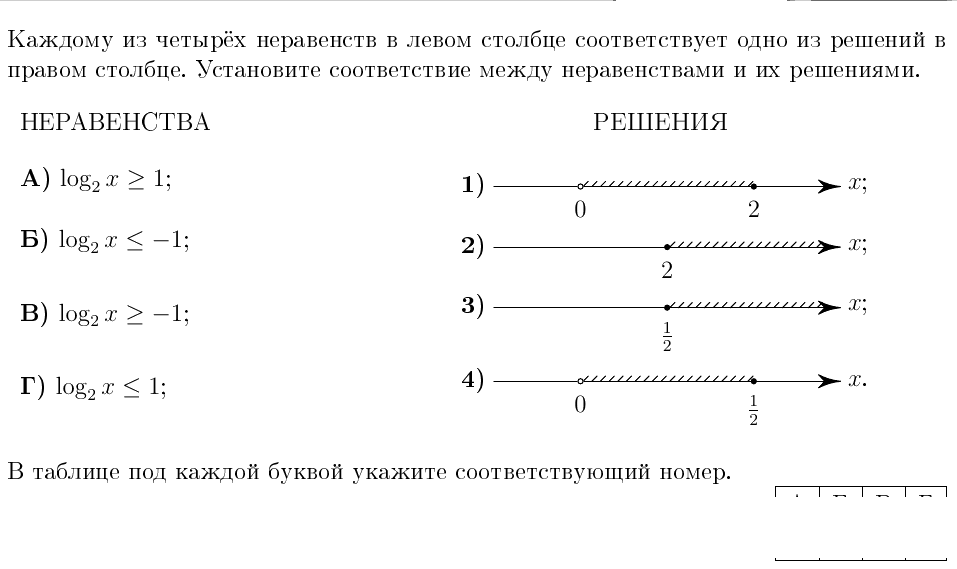 Каждому из четырёх неравенств в левом столбце соответствует одно из решений в
правом столбце. Установите соответствие между неравенствами и их решениями.
НЕРАВЕНСТВА
РЕШЕНИЯ
А) log₂ x ≥ 1;
1) 0 2 x;
Б) log₂ x ≤ −1;
2) 2 x;
В) log₂ x ≥ −1;
3) 1/2 x;
Г) log₂ x ≤ 1;
4) 0 1/2 x.
В таблице под каждой буквой укажите соответствующий номер.